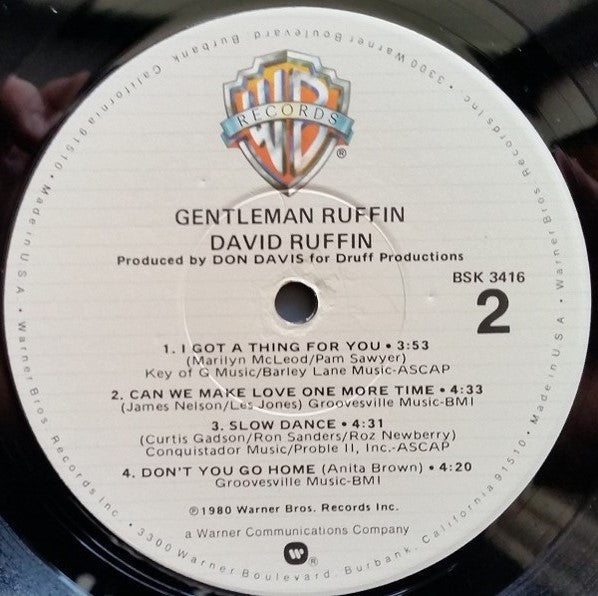 WB
RECORDS
®
GENTLEMAN RUFFIN
DAVID RUFFIN
Produced by DON DAVIS for Druff Productions
BSK 3416
2
1. I GOT A THING FOR YOU • 3:53
(Marilyn McLeod/Pam Sawyer)
Key of G Music/Barley Lane Music-ASCAP
2. CAN WE MAKE LOVE ONE MORE TIME • 4:33
(James Nelson/Les Jones) Groovesville Music-BMI
3. SLOW DANCE • 4:31
(Curtis Gadson/Ron Sanders/Roz Newberry)
Conquistador Music/Proble II, Inc.-ASCAP
4. DON'T YOU GO HOME (Anita Brown) • 4:20
Groovesville Music-BMI
℗1980 Warner Bros. Records Inc.
a Warner Communications Company
®
Warner Bros. Records Inc. • 3300 Warner Boulevard, Burbank, California 91510 • Made in U.S.A. •
Warner Bros. Records Inc. • 3300 Warner Boulevard, Burbank, California 91510 • Made in U.S.A. •